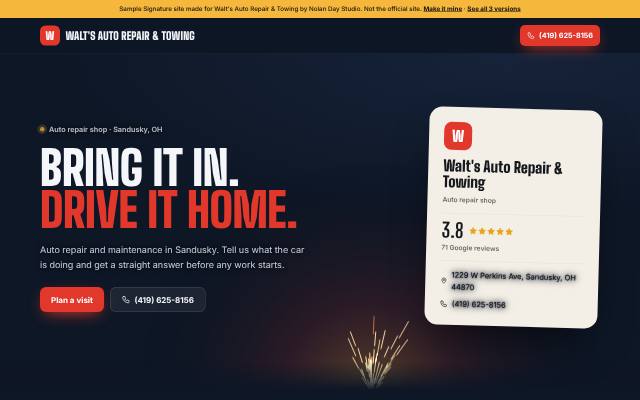 Sample Signature site made for Walt's Auto Repair & Towing by Nolan Day Studio. Not the official site. Make it mine · See all 3 versions
W WALT'S AUTO REPAIR & TOWING
(419) 625-8156
Auto repair shop · Sandusky, OH
BRING IT IN.
DRIVE IT HOME.
Auto repair and maintenance in Sandusky. Tell us what the car
is doing and get a straight answer before any work starts.
Plan a visit
(419) 625-8156
W
Walt's Auto Repair &
Towing
Auto repair shop
3.8
71 Google reviews
1229 W Perkins Ave, Sandusky, OH
44870
(419) 625-8156